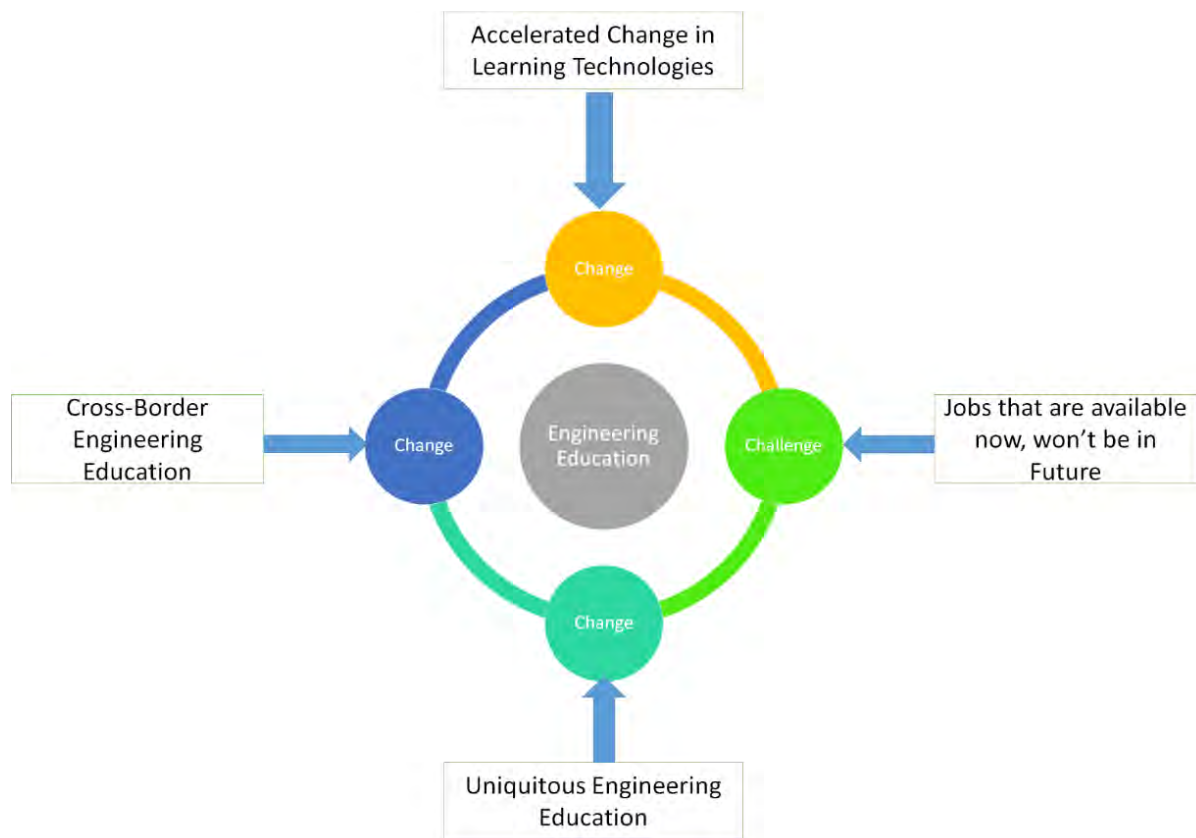 Accelerated Change in
Learning Technologies
Change
Cross-Border
Engineering
Education
Change
Engineering
Education
Challenge
Jobs that are available
now, won't be in
Future
Change
Uniquitous Engineering
Education